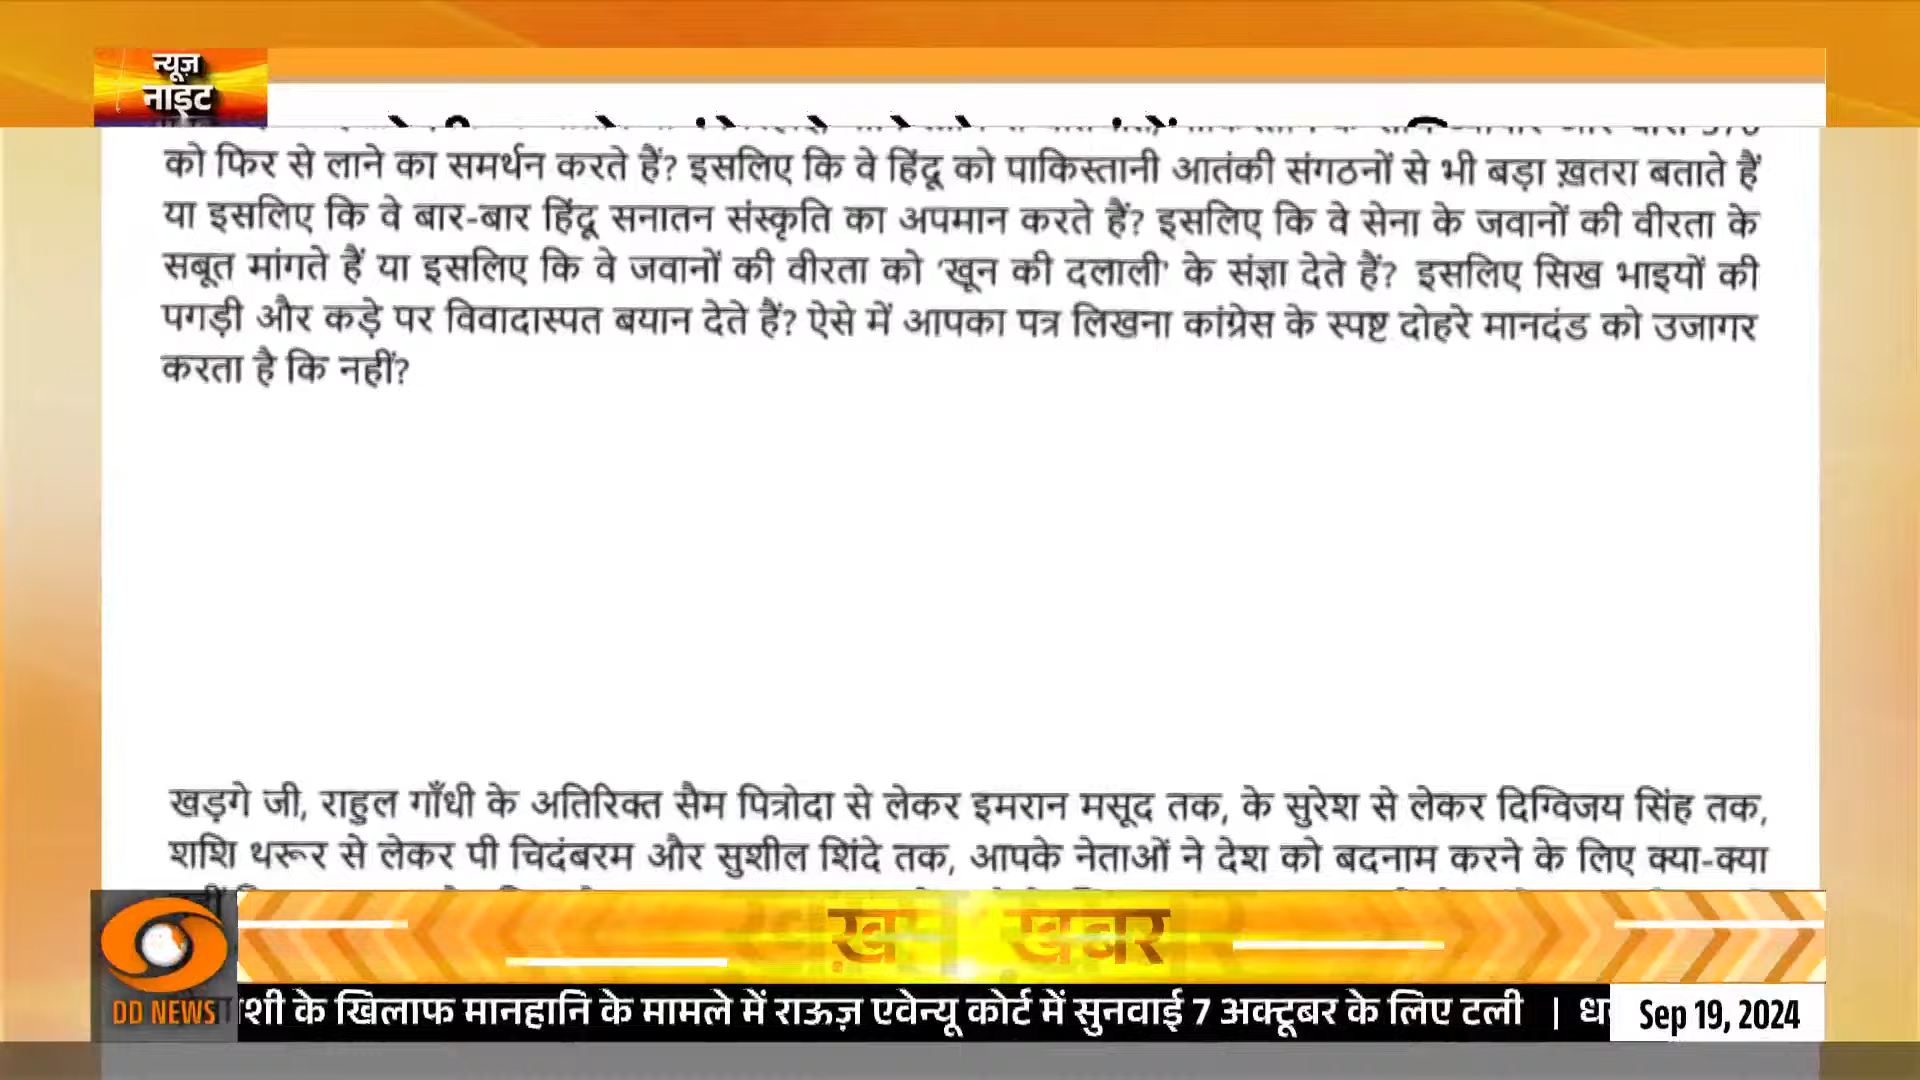 न्यूज़
नाइट
को फिर से लाने का समर्थन करते हैं? इसलिए कि वे हिंदू को पाकिस्तानी आतंकी संगठनों से भी बड़ा ख़तरा बताते हैं
या इसलिए कि वे बार-बार हिंदू सनातन संस्कृति का अपमान करते हैं? इसलिए कि वे सेना के जवानों की वीरता के
सबूत मांगते हैं या इसलिए कि वे जवानों की वीरता को 'खून की दलाली' के संज्ञा देते हैं? इसलिए सिख भाइयों की
पगड़ी और कड़े पर विवादास्पत बयान देते हैं? ऐसे में आपका पत्र लिखना कांग्रेस के स्पष्ट दोहरे मानदंड को उजागर
करता है कि नहीं?
खड़गे जी, राहुल गाँधी के अतिरिक्त सैम पित्रोदा से लेकर इमरान मसूद तक, के सुरेश से लेकर दिग्विजय सिंह तक,
शशि थरूर से लेकर पी चिदंबरम और सुशील शिंदे तक, आपके नेताओं ने देश को बदनाम करने के लिए क्या-क्या
खबर
DD NEWS
के खिलाफ मानहानि के मामले में राऊज़ एवेन्यू कोर्ट में सुनवाई 7 अक्टूबर के लिए टली |
Sep 19, 2024